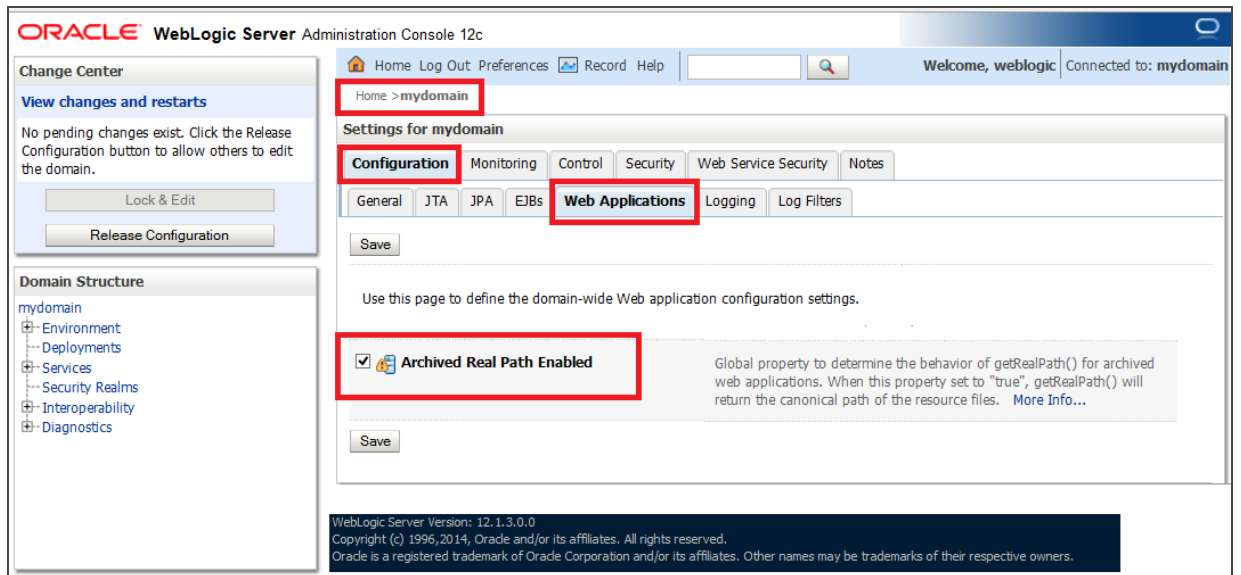 ORACLE WebLogic Server Administration Console 12c
Change Center
View changes and restarts
No pending changes exist. Click the Release
Configuration button to allow others to edit
the domain.
Lock & Edit
Release Configuration
Domain Structure
mydomain
Environment
Deployments
Services
Security Realms
Interoperability
Diagnostics
Home Log Out Preferences Record Help
Welcome, weblogic Connected to: mydomain
Home >mydomain
Settings for mydomain
Configuration Monitoring Control Security Web Service Security Notes
General JTA JPA EJBs Web Applications Logging Log Filters
Save
Use this page to define the domain-wide Web application configuration settings.
Archived Real Path Enabled
Global property to determine the behavior of getRealPath() for archived
web applications. When this property set to "true", getRealPath() will
return the canonical path of the resource files. More Info...
Save
WebLogic Server Version: 12.1.3.0.0
Copyright (c) 1996,2014, Oracle and/or its affiliates. All rights reserved.
Oracle is a registered trademark of Oracle Corporation and/or its affiliates. Other names may be trademarks of their respective owners.